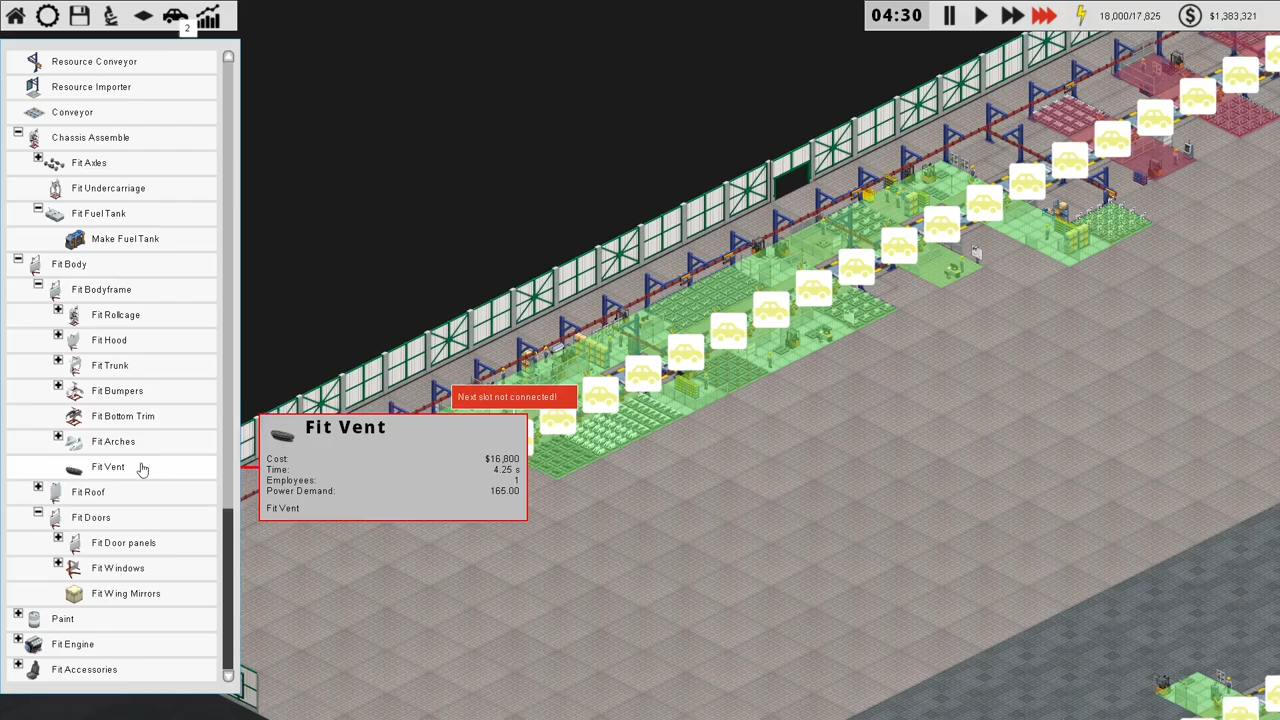 2
04:30
18,000/17,825
$1,383,321
Resource Conveyor
Resource Importer
Conveyor
Chassis Assemble
Fit Axles
Fit Undercarriage
Fit Fuel Tank
Make Fuel Tank
Fit Body
Fit Bodyframe
Fit Rollcage
Fit Hood
Fit Trunk
Fit Bumpers
Fit Bottom Trim
Fit Arches
Fit Vent
Fit Roof
Fit Doors
Fit Door panels
Fit Windows
Fit Wing Mirrors
Paint
Fit Engine
Fit Accessories
Next slot not connected!
Fit Vent
Cost: $16,800
Time: 4.25 s
Employees: 1
Power Demand: 165.00
Fit Vent